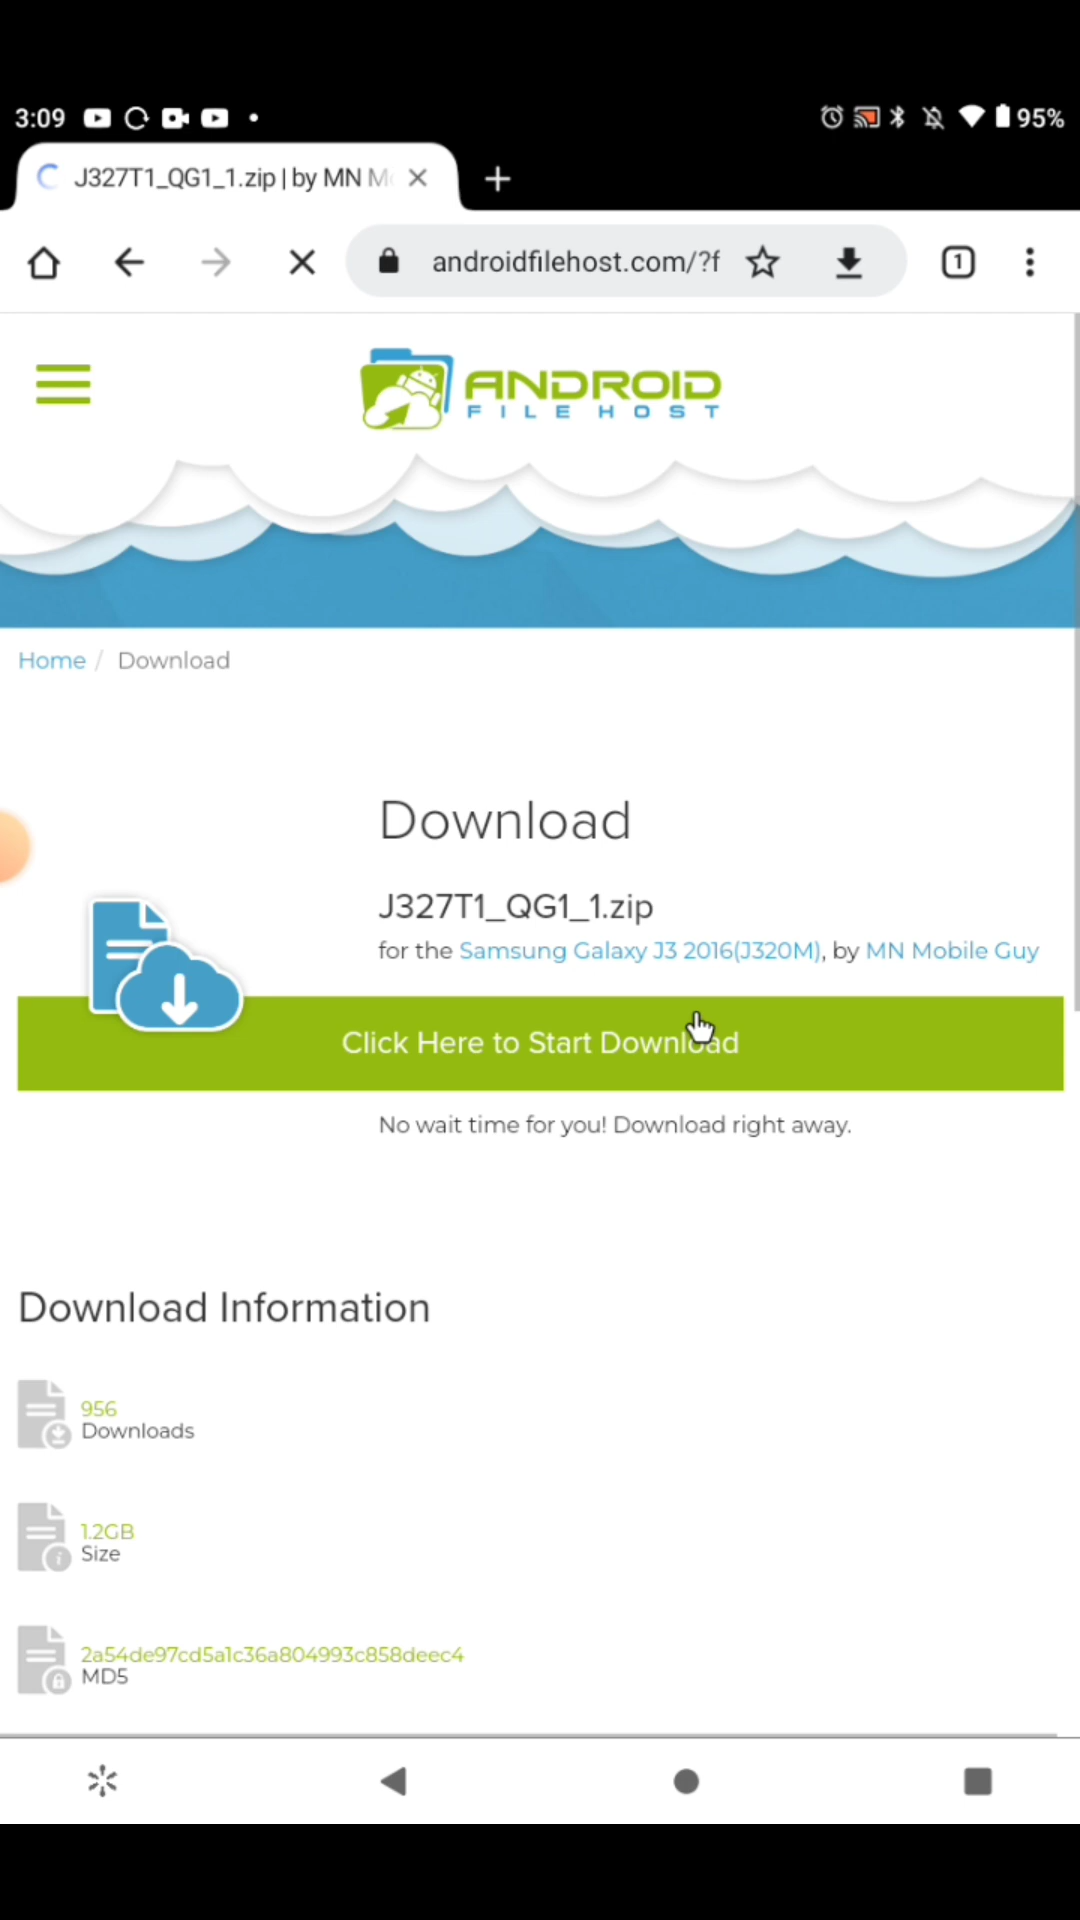 3:09
95%
J327T1_QG1_1.zip | by MN M
androidfilehost.com/?f
1
ANDROID
FILE HOST
Home / Download
Download
J327T1_QG1_1.zip
for the Samsung Galaxy J3 2016(J320M), by MN Mobile Guy
Click Here to Start Download
No wait time for you! Download right away.
Download Information
956
Downloads
1.2GB
Size
2a54de97cd5a1c36a804993c858deec4
MD5